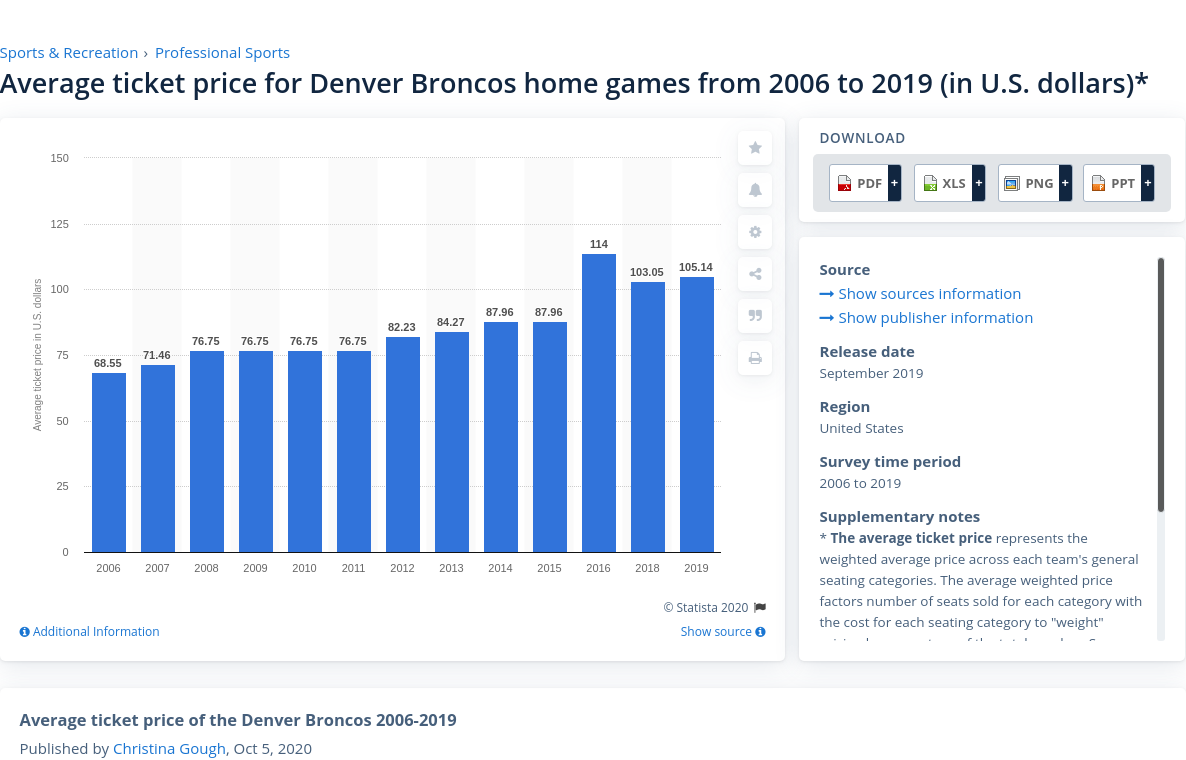 Sports & Recreation › Professional Sports
Average ticket price for Denver Broncos home games from 2006 to 2019 (in U.S. dollars)*
150
125
100
75
50
25
0
Average ticket price in U.S. dollars
68.55
71.46
76.75
76.75
76.75
76.75
82.23
84.27
87.96
87.96
114
103.05
105.14
2006 2007 2008 2009 2010 2011 2012 2013 2014 2015 2016 2018 2019
© Statista 2020
Additional Information
Show source
DOWNLOAD
PDF + XLS + PNG + PPT +
Source
Show sources information
Show publisher information
Release date
September 2019
Region
United States
Survey time period
2006 to 2019
Supplementary notes
* The average ticket price represents the
weighted average price across each team's general
seating categories. The average weighted price
factors number of seats sold for each category with
the cost for each seating category to "weight"
Average ticket price of the Denver Broncos 2006-2019
Published by Christina Gough, Oct 5, 2020